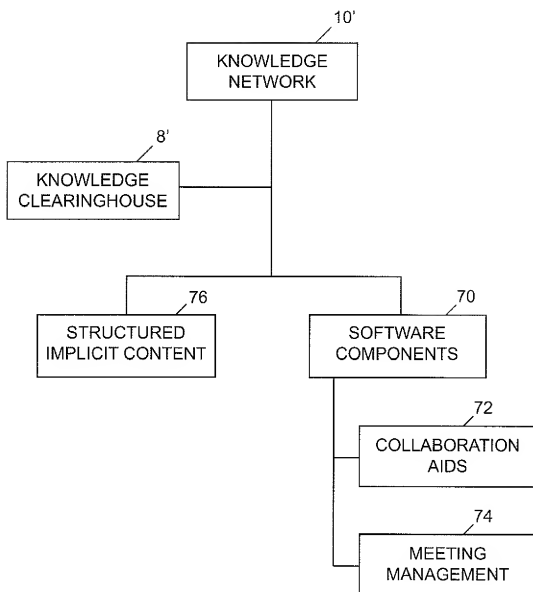 10'
KNOWLEDGE
NETWORK
8'
KNOWLEDGE
CLEARINGHOUSE
76
STRUCTURED
IMPLICIT CONTENT
70
SOFTWARE
COMPONENTS
72
COLLABORATION
AIDS
74
MEETING
MANAGEMENT